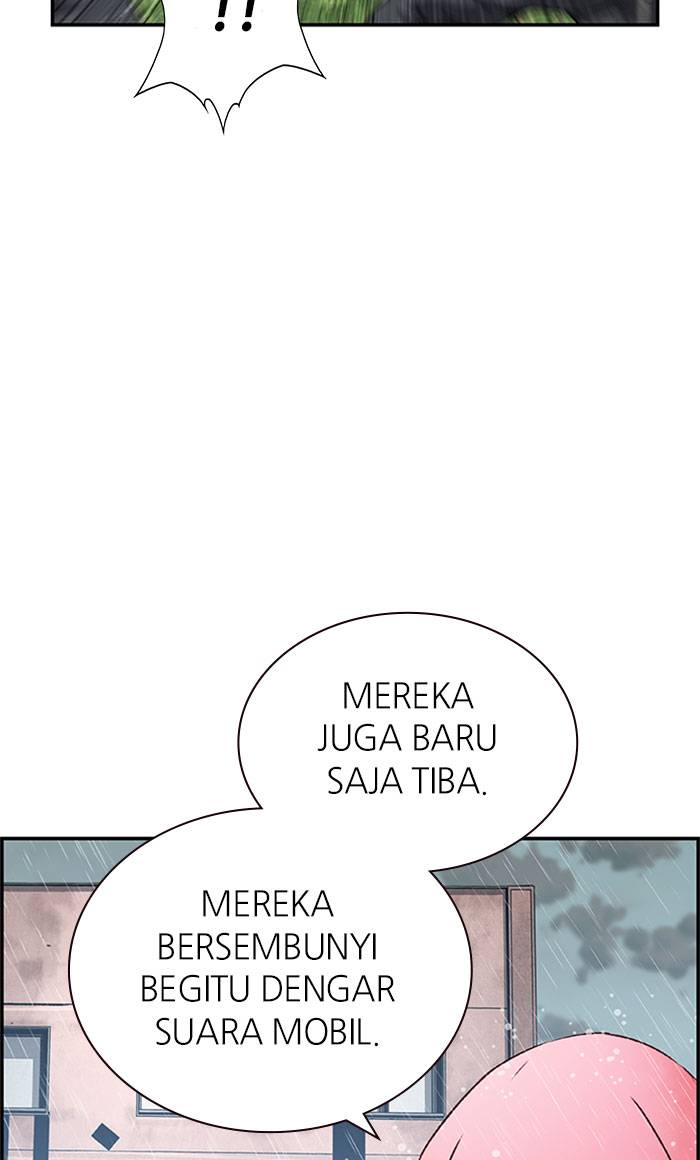 !!
MEREKA
JUGA BARU
SAJA TIBA.
MEREKA
BERSEMBUNYI
BEGITU DENGAR
SUARA MOBIL.